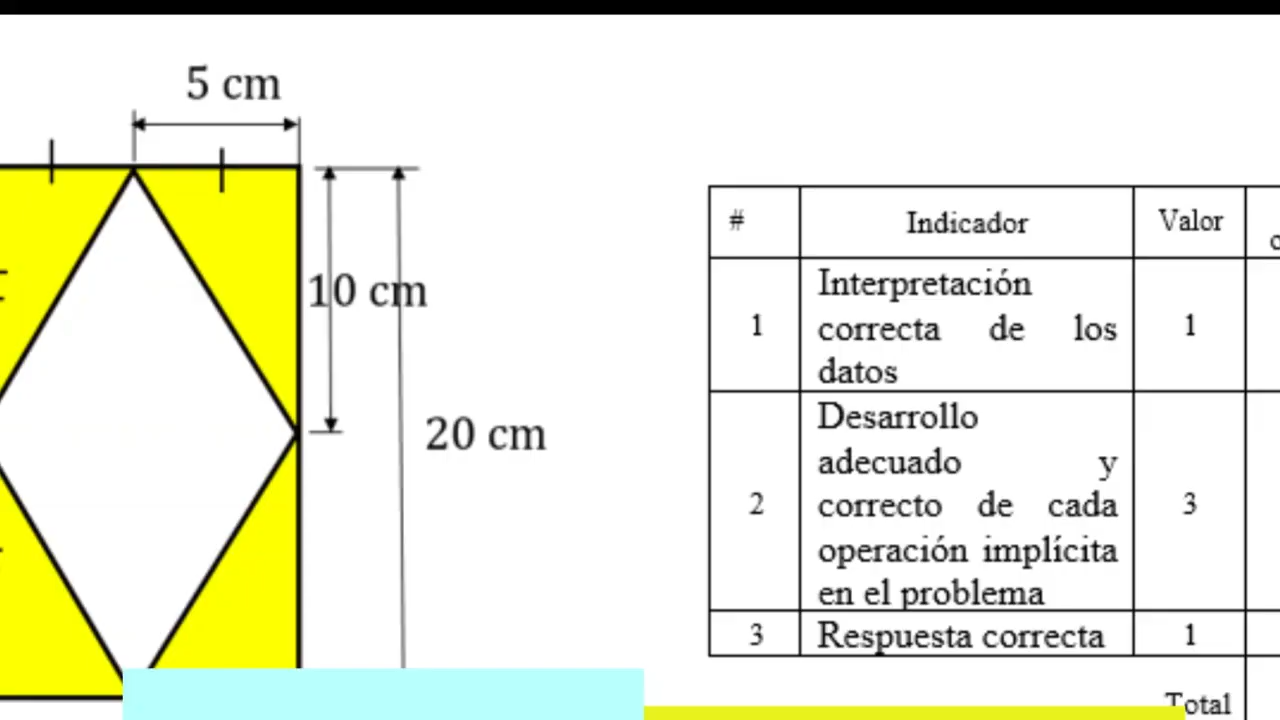 5 cm
10 cm
20 cm
# Indicador Valor
1 Interpretación correcta de los datos 1
2 Desarrollo adecuado y correcto de cada operación implícita en el problema 3
3 Respuesta correcta 1
Total